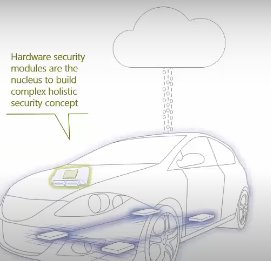 Hardware security
modules are the
nucleus to build
complex holistic
security concept